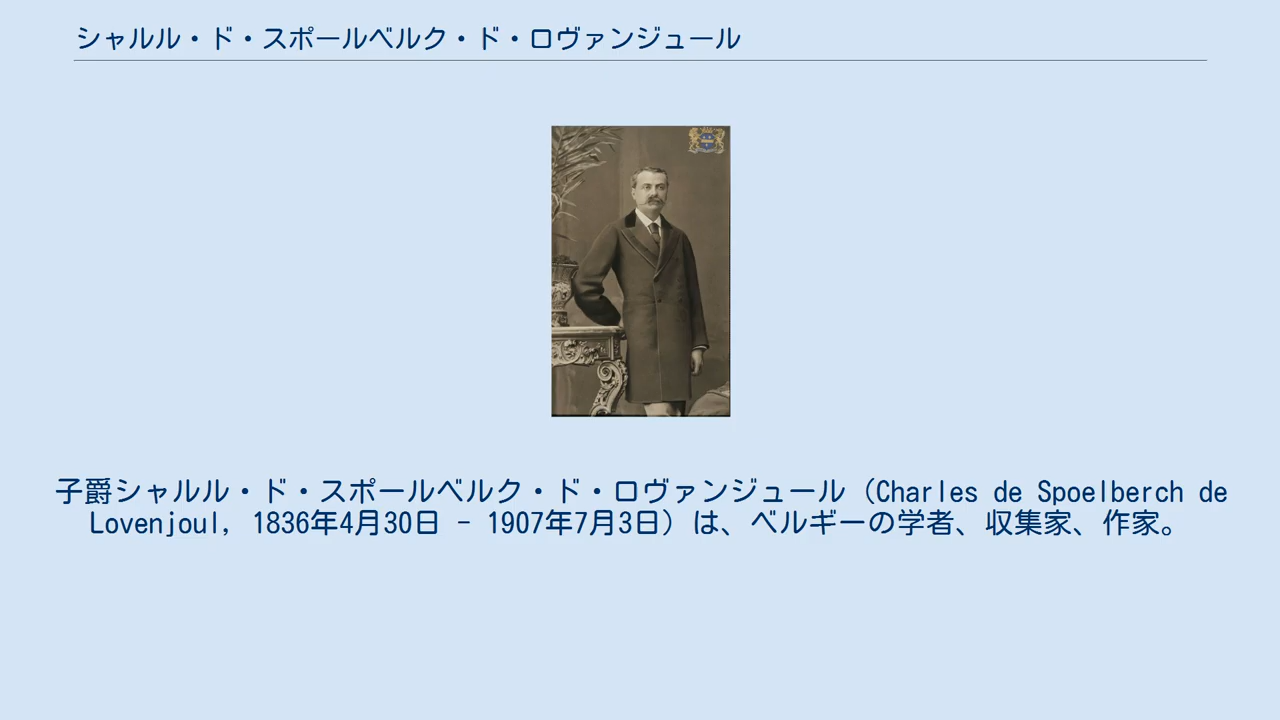 シャルル・ド・スポールベルク・ド・ロヴァンジュール
子爵シャルル・ド・スポールベルク・ド・ロヴァンジュール（Charles de Spoelberch de
Lovenjoul, 1836年4月30日 - 1907年7月3日）は、ベルギーの学者、収集家、作家。